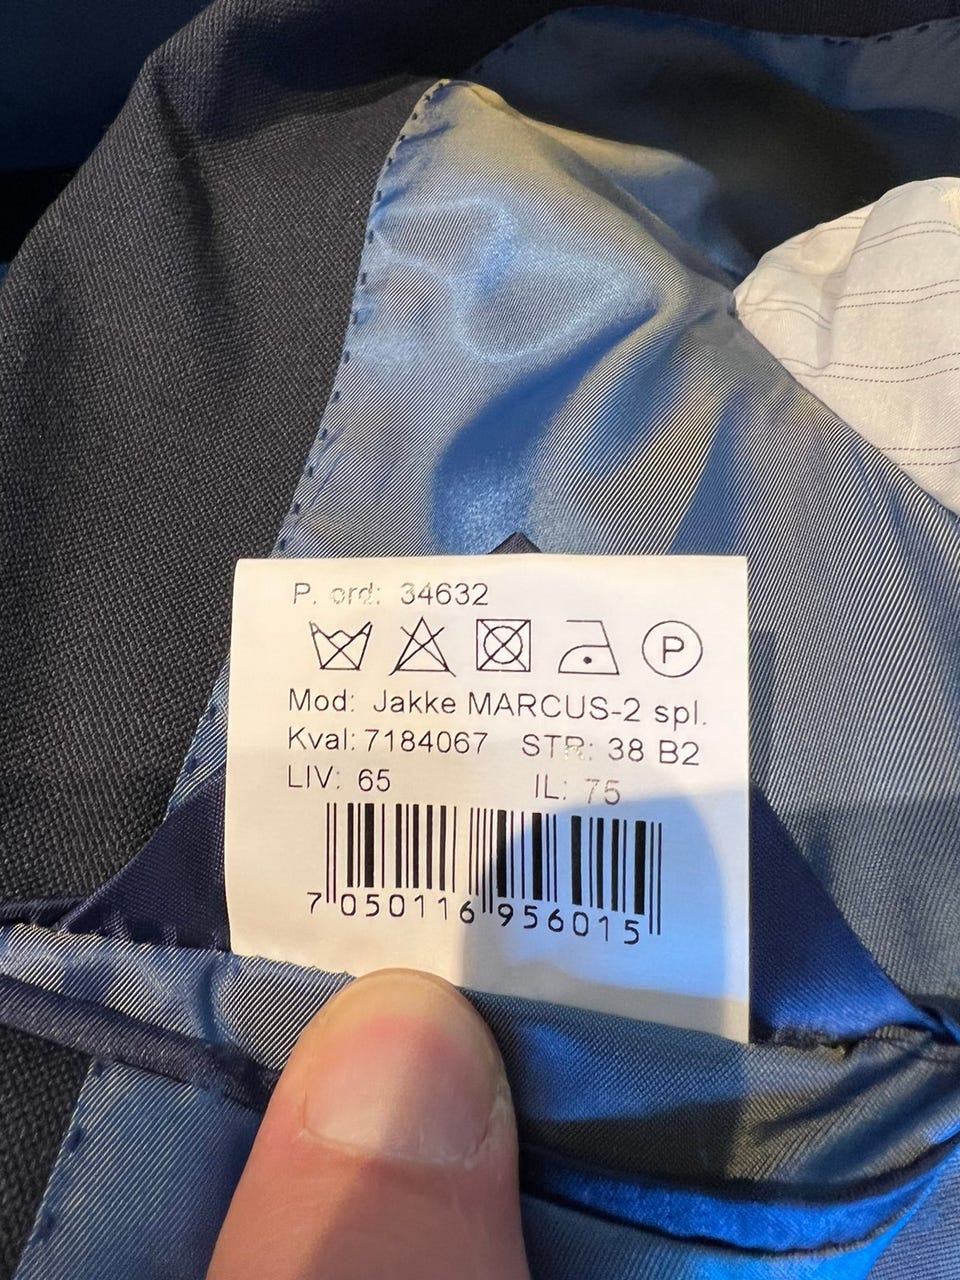 P. ord: 34632
P
Mod: Jakke MARCUS-2 spl.
Kval: 7184067 STR: 38 B2
LIV: 65 IL: 75
7 050116 956015